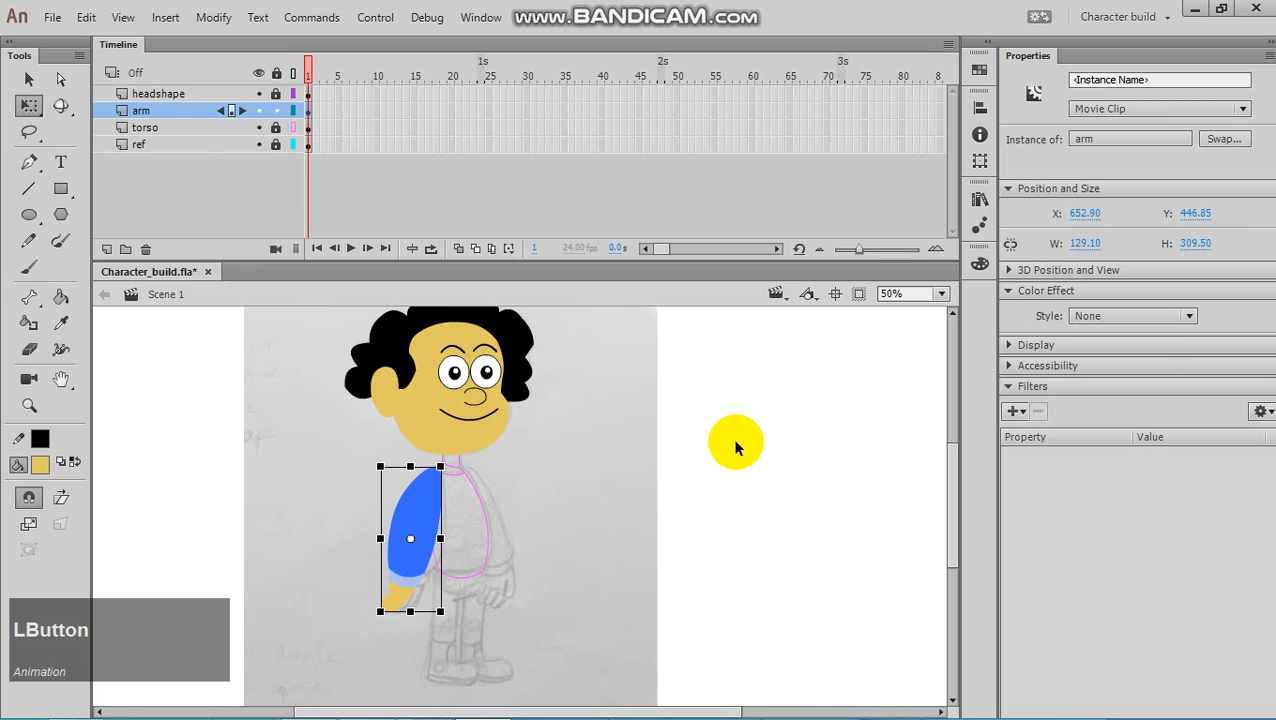 An File Edit View Insert Modify Text Commands Control Debug Window www.BANDICAM.com Character build
Tools Timeline Properties
Off 1s 2s 3s
1 5 10 15 20 25 30 35 40 45 50 55 60 65 70 75 80 8
<Instance Name>
headshape
arm
torso
ref
Movie Clip
Instance of: arm Swap...
Position and Size
X: 652.90 Y: 446.85
W: 129.10 H: 309.50
1 24.00 fps 0.0 s
Character_build.fla* ×
Scene 1 50%
3D Position and View
Color Effect
Style: None
Display
Accessibility
Filters
Property Value
LButton
Animation